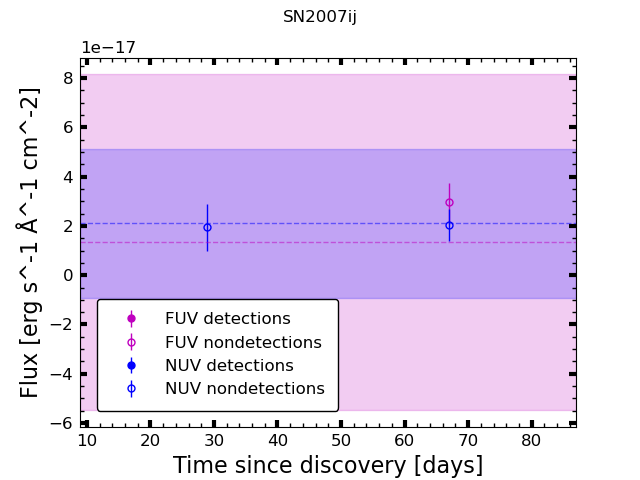 SN2007ij
1e−17
Flux [erg s^-1 Å^-1 cm^-2]
8
6
4
2
0
−2
−4
−6
FUV detections
FUV nondetections
NUV detections
NUV nondetections
10 20 30 40 50 60 70 80
Time since discovery [days]